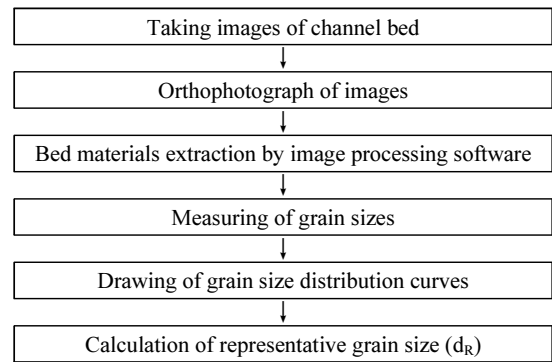 Taking images of channel bed
Orthophotograph of images
Bed materials extraction by image processing software
Measuring of grain sizes
Drawing of grain size distribution curves
Calculation of representative grain size (dR)